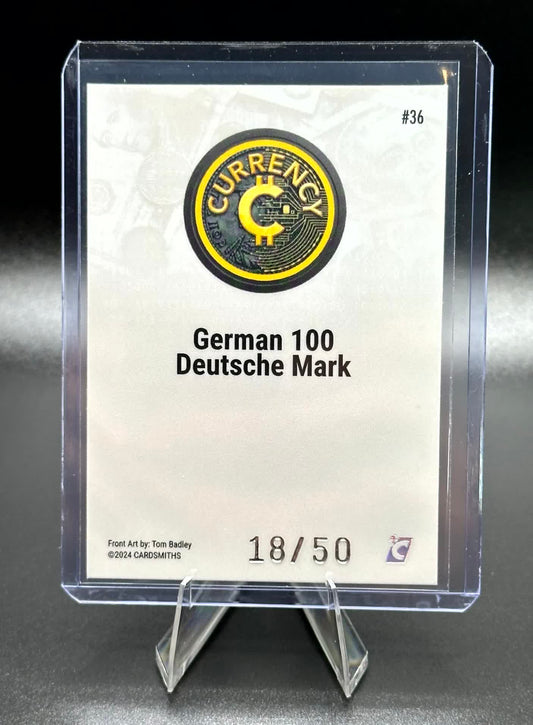 #36
CURRENCY
German 100
Deutsche Mark
Front Art by: Tom Badley
©2024 CARDSMITHS
18/50